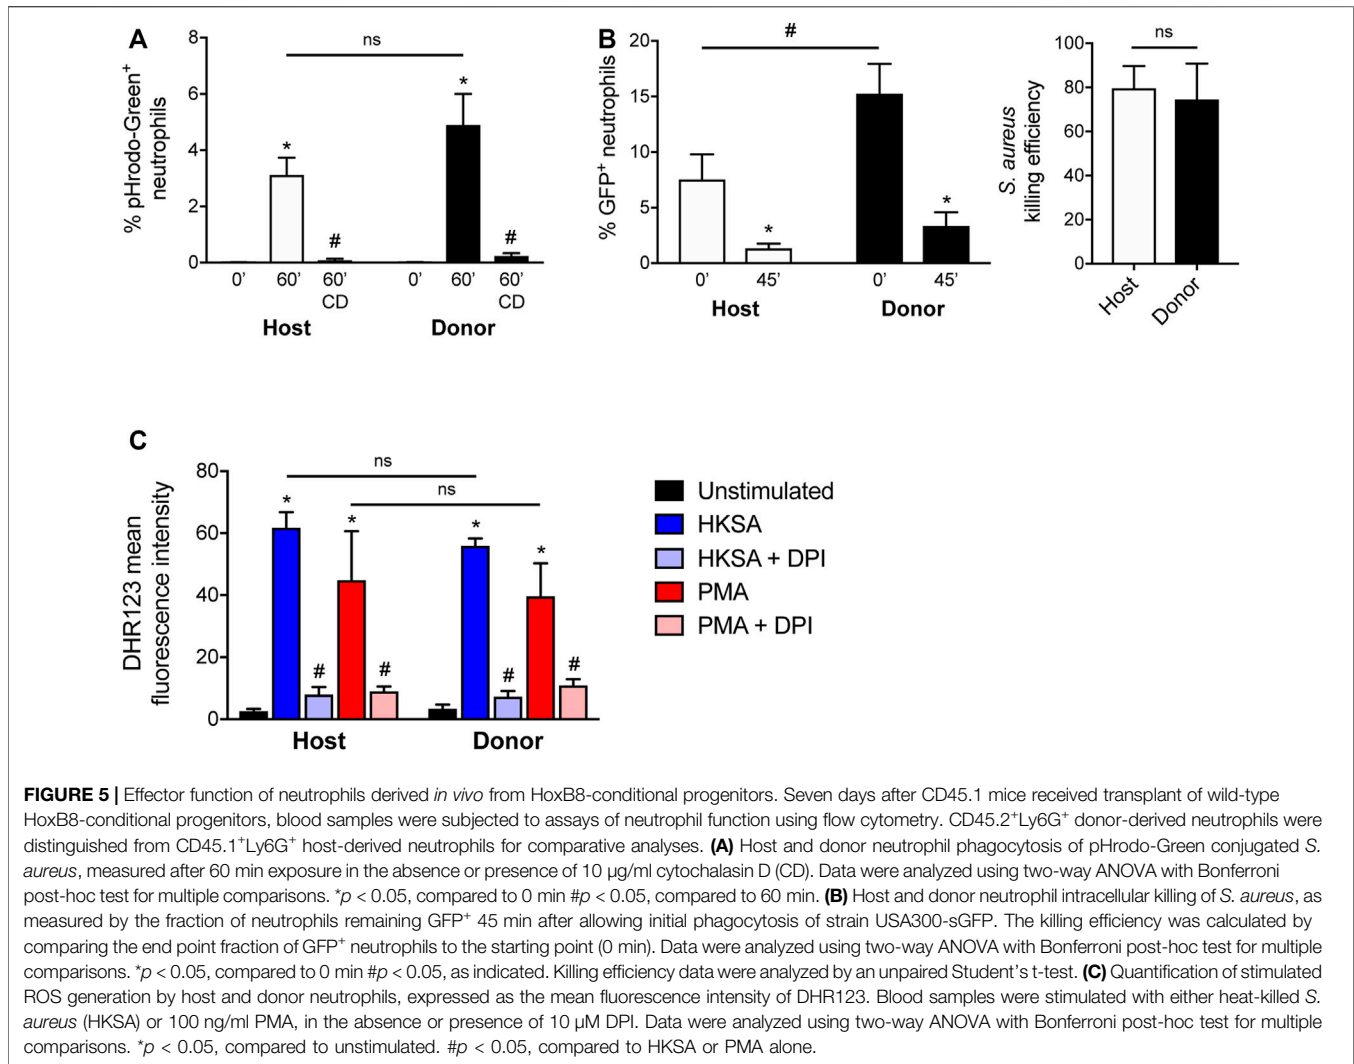 A
% pHrodo-Green+
neutrophils
8
6
4
2
0
ns
*
#
*
#
0’ 60’ 60’ 0’ 60’ 60’
CD CD
Host Donor
B
% GFP+ neutrophils
20
15
10
5
0
#
*
*
0’ 45’ 0’ 45’
Host Donor
S. aureus
killing efficiency
100
80
60
40
20
0
ns
Host
Donor
C
DHR123 mean
fluorescence intensity
80
60
40
20
0
ns
ns
* # * # * # * #
Host Donor
Unstimulated
HKSA
HKSA + DPI
PMA
PMA + DPI
FIGURE 5 | Effector function of neutrophils derived in vivo from HoxB8-conditional progenitors. Seven days after CD45.1 mice received transplant of wild-type
HoxB8-conditional progenitors, blood samples were subjected to assays of neutrophil function using flow cytometry. CD45.2+Ly6G+ donor-derived neutrophils were
distinguished from CD45.1+Ly6G+ host-derived neutrophils for comparative analyses. (A) Host and donor neutrophil phagocytosis of pHrodo-Green conjugated S.
aureus, measured after 60 min exposure in the absence or presence of 10 µg/ml cytochalasin D (CD). Data were analyzed using two-way ANOVA with Bonferroni
post-hoc test for multiple comparisons. *p < 0.05, compared to 0 min #p < 0.05, compared to 60 min. (B) Host and donor neutrophil intracellular killing of S. aureus, as
measured by the fraction of neutrophils remaining GFP+ 45 min after allowing initial phagocytosis of strain USA300-sGFP. The killing efficiency was calculated by
comparing the end point fraction of GFP+ neutrophils to the starting point (0 min). Data were analyzed using two-way ANOVA with Bonferroni post-hoc test for multiple
comparisons. *p < 0.05, compared to 0 min #p < 0.05, as indicated. Killing efficiency data were analyzed by an unpaired Student’s t-test. (C) Quantification of stimulated
ROS generation by host and donor neutrophils, expressed as the mean fluorescence intensity of DHR123. Blood samples were stimulated with either heat-killed S.
aureus (HKSA) or 100 ng/ml PMA, in the absence or presence of 10 µM DPI. Data were analyzed using two-way ANOVA with Bonferroni post-hoc test for multiple
comparisons. *p < 0.05, compared to unstimulated. #p < 0.05, compared to HKSA or PMA alone.